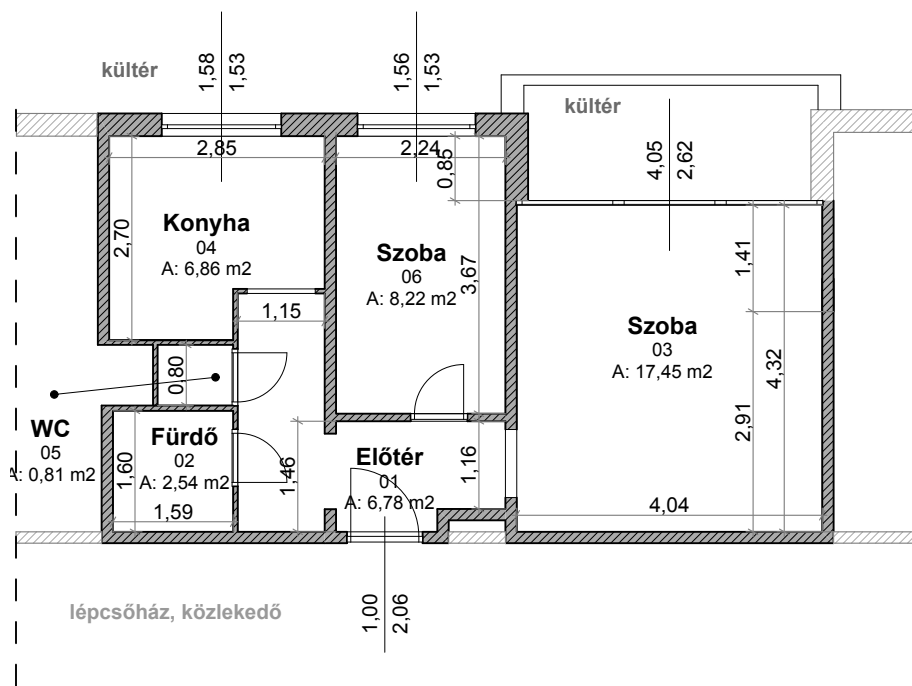 1,58
1,53
1,56
1,53
kültér
kültér
2,85
2,24
0,85
4,05
2,62
Konyha
04
A: 6,86 m2
2,70
Szoba
06
A: 8,22 m2
3,67
1,41
1,15
Szoba
03
A: 17,45 m2
4,32
0,80
2,91
WC
05
A: 0,81 m2
Fürdő
02
A: 2,54 m2
1,60
1,59
1,46
Előtér
01
A: 6,78 m2
1,16
4,04
1,00
2,06
lépcsőház, közlekedő